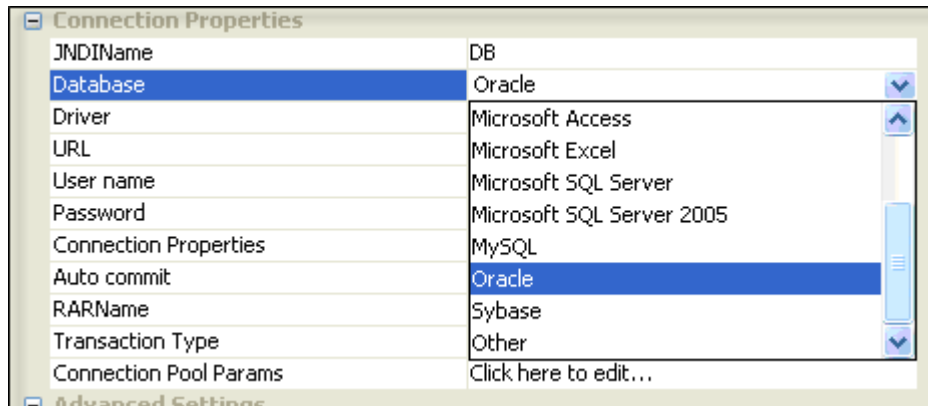 Connection Properties
JNDIName DB
Database Oracle
Driver Microsoft Access
URL Microsoft Excel
User name Microsoft SQL Server
Password Microsoft SQL Server 2005
Connection Properties MySQL
Auto commit Oracle
RARName Sybase
Transaction Type Other
Connection Pool Params Click here to edit...
Advanced Settings